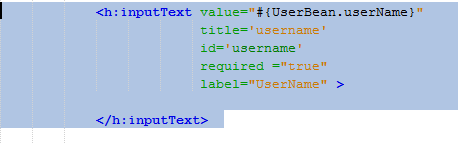 <h:inputText value="#{UserBean.userName}"
title='username'
id='username'
required ="true"
label="UserName" >
</h:inputText>